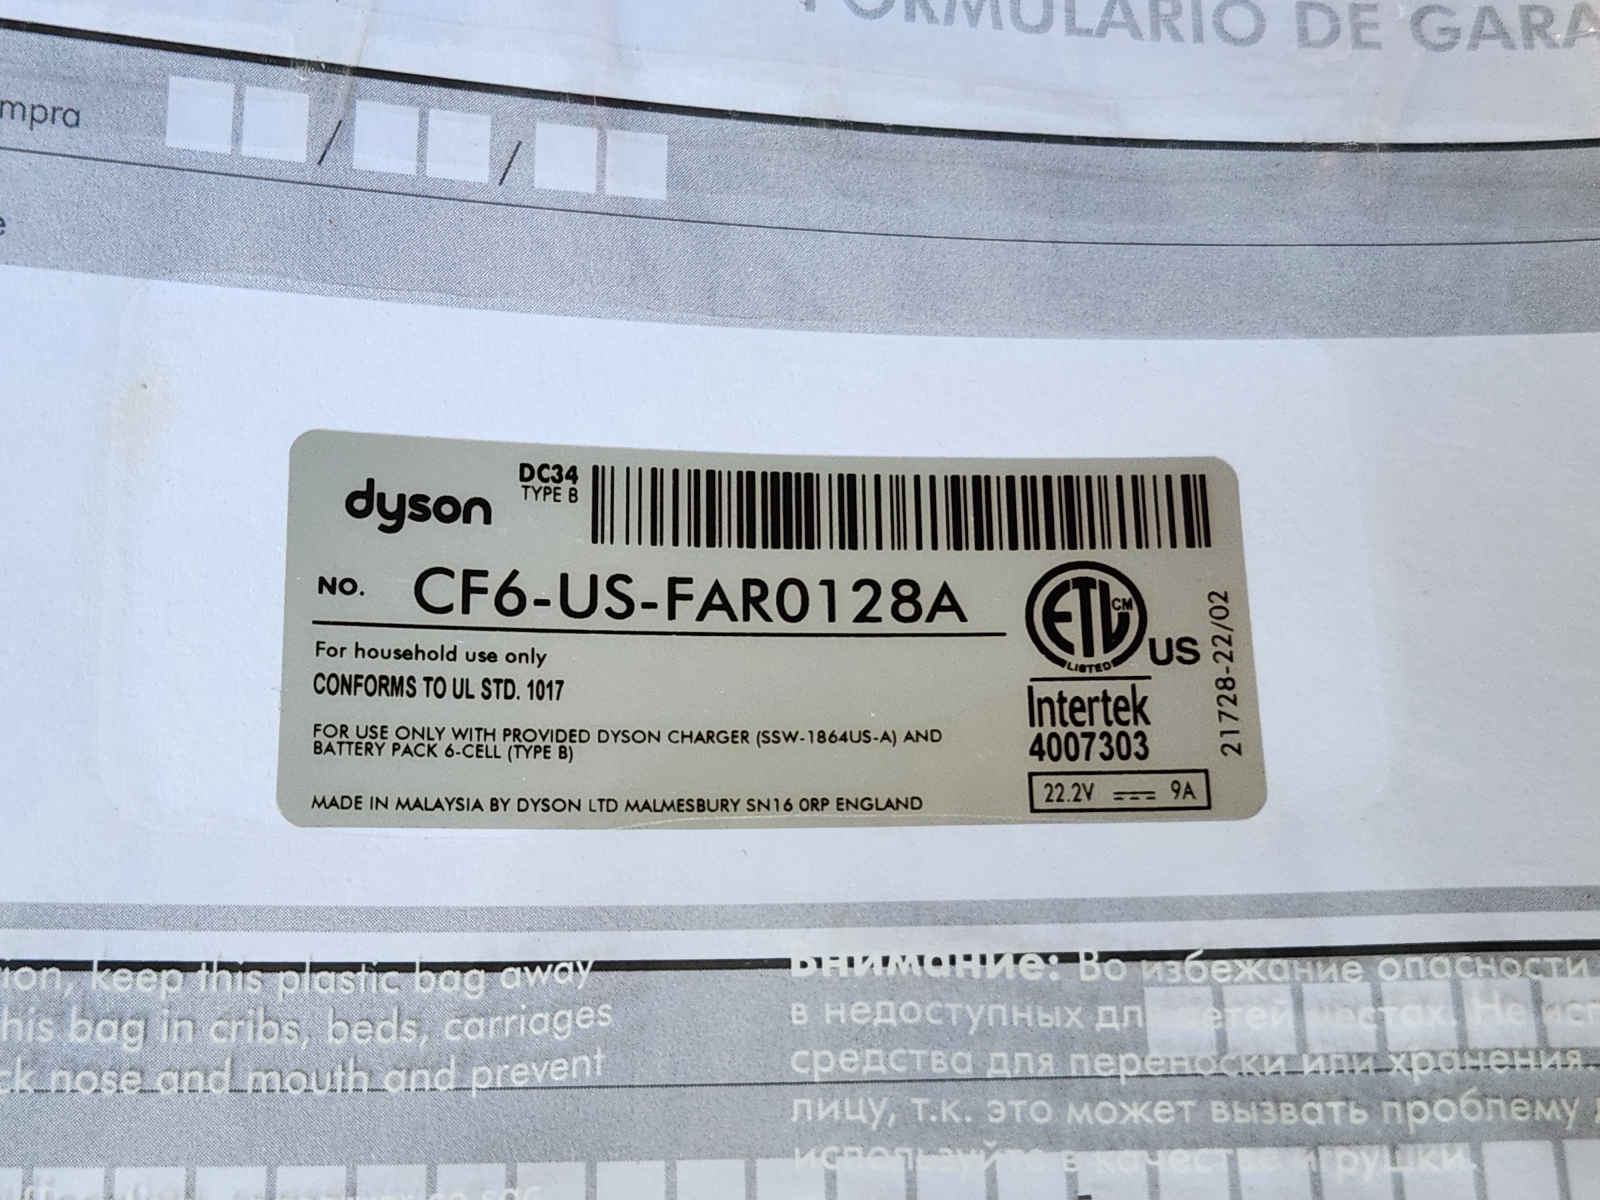 FORMULARIO DE GARA
mpra
/ /
e
dyson
DC34
TYPE B
NO. CF6-US-FAR0128A
For household use only
CONFORMS TO UL STD. 1017
FOR USE ONLY WITH PROVIDED DYSON CHARGER (SSW-1864US-A) AND
BATTERY PACK 6-CELL (TYPE B)
MADE IN MALAYSIA BY DYSON LTD MALMESBURY SN16 0RP ENGLAND
ETL CM
LISTED
US
Intertek
4007303
22.2V 9A
21728-22/02
ion, keep this plastic bag away
his bag in cribs, beds, carriages
ck nose and mouth and prevent
Внимание: Во избежание опасности
в недоступных для детей местах. Не исп
средства для переноски или хранения.
лицу, т.к. это может вызвать проблему
используйте в качестве игрушки.